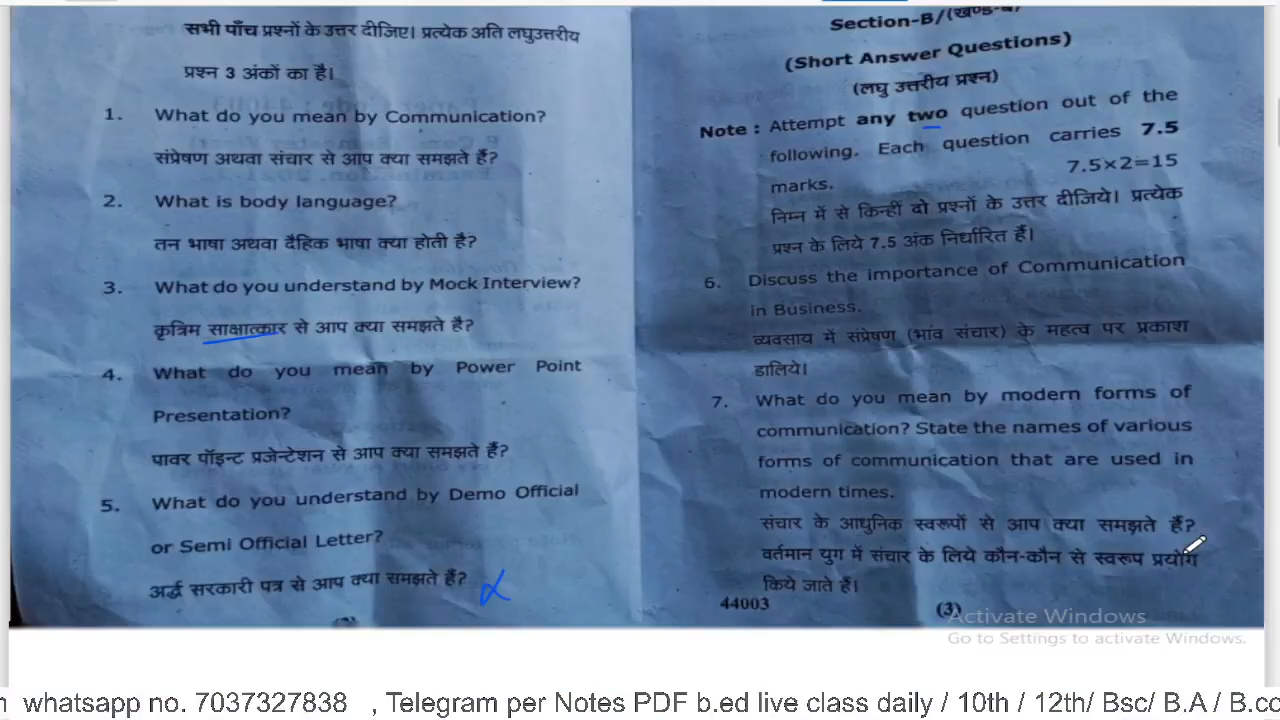 सभी पाँच प्रश्नों के उत्तर दीजिए। प्रत्येक अति लघुउत्तरीय
प्रश्न 3 अंकों का है।
1. What do you mean by Communication?
संप्रेषण अथवा संचार से आप क्या समझते हैं?
2. What is body language?
तन भाषा अथवा दैहिक भाषा क्या होती है?
3. What do you understand by Mock Interview?
कृत्रिम साक्षात्कार से आप क्या समझते है?
4. What do you mean by Power Point
Presentation?
पावर पॉइन्ट प्रजेन्टेशन से आप क्या समझते हैं?
5. What do you understand by Demo Official
or Semi Official Letter?
अर्द्ध सरकारी पत्र से आप क्या समझते हैं?
Section-B/(खण्ड-ब)
(Short Answer Questions)
(लघु उत्तरीय प्रश्न)
Note : Attempt any two question out of the
following. Each question carries 7.5
marks. 7.5×2=15
निम्न में से किन्हीं दो प्रश्नों के उत्तर दीजिये। प्रत्येक
प्रश्न के लिये 7.5 अंक निर्धारित हैं।
6. Discuss the importance of Communication
in Business.
व्यवसाय में संप्रेषण (भांव संचार) के महत्व पर प्रकाश
डालिये।
7. What do you mean by modern forms of
communication? State the names of various
forms of communication that are used in
modern times.
संचार के आधुनिक स्वरूपों से आप क्या समझते हैं?
वर्तमान युग में संचार के लिये कौन-कौन से स्वरूप प्रयोग
किये जाते हैं।
44003 (3)
Activate Windows
Go to Settings to activate Windows.
whatsapp no. 7037327838 , Telegram per Notes PDF b.ed live class daily / 10th / 12th/ Bsc/ B.A / B.co